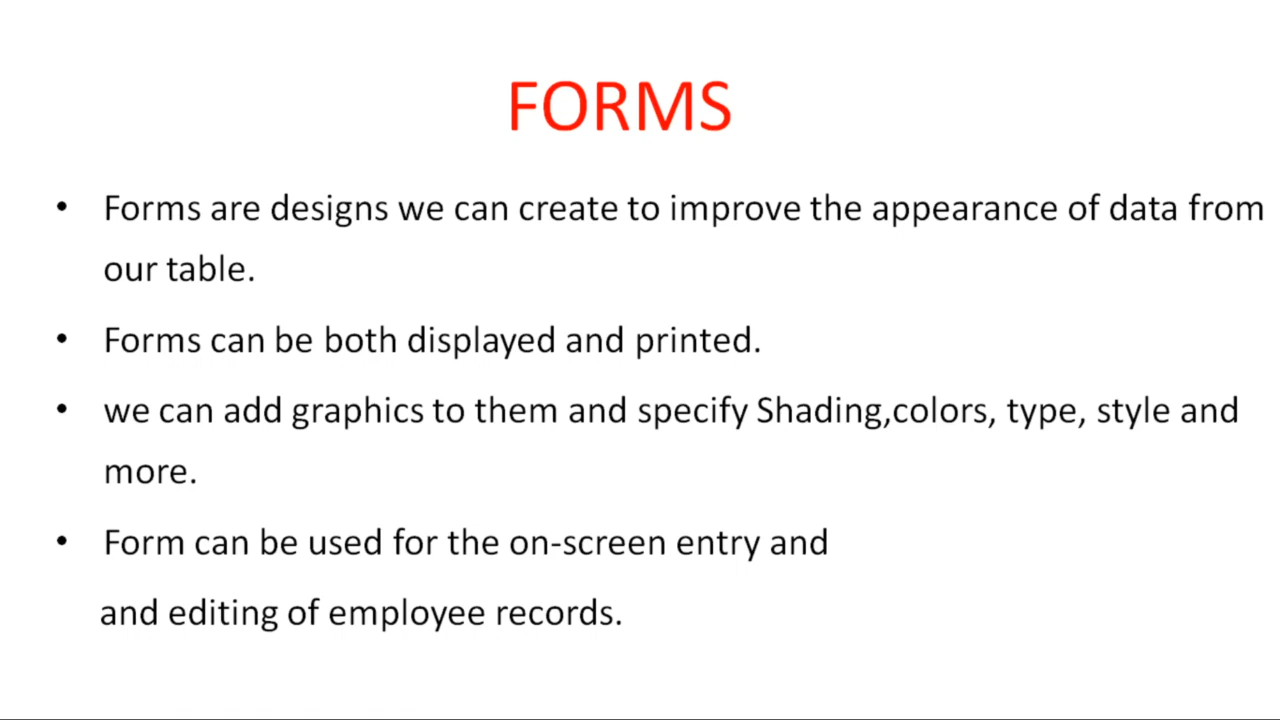 FORMS
• Forms are designs we can create to improve the appearance of data from
our table.
• Forms can be both displayed and printed.
• we can add graphics to them and specify Shading,colors, type, style and
more.
• Form can be used for the on-screen entry and
and editing of employee records.